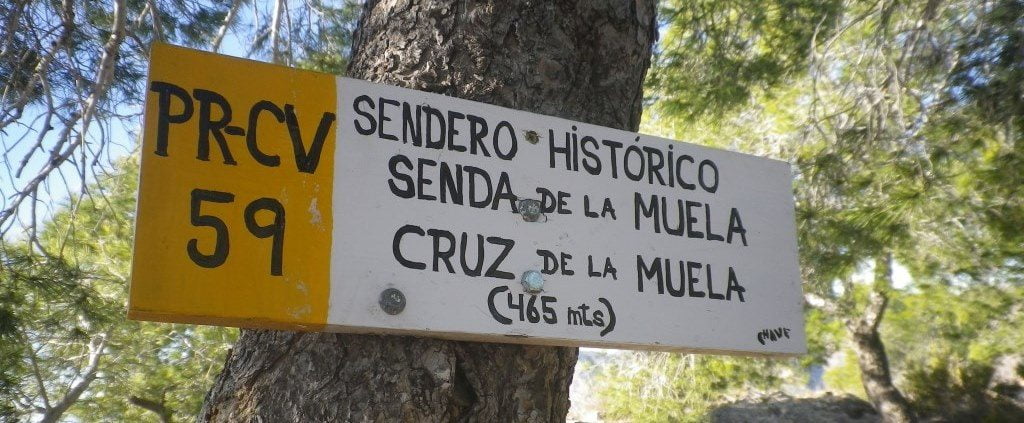 PR-CV
59
SENDERO HISTÓRICO
SENDA DE LA MUELA
CRUZ DE LA MUELA
(465 mts)
CHAVE